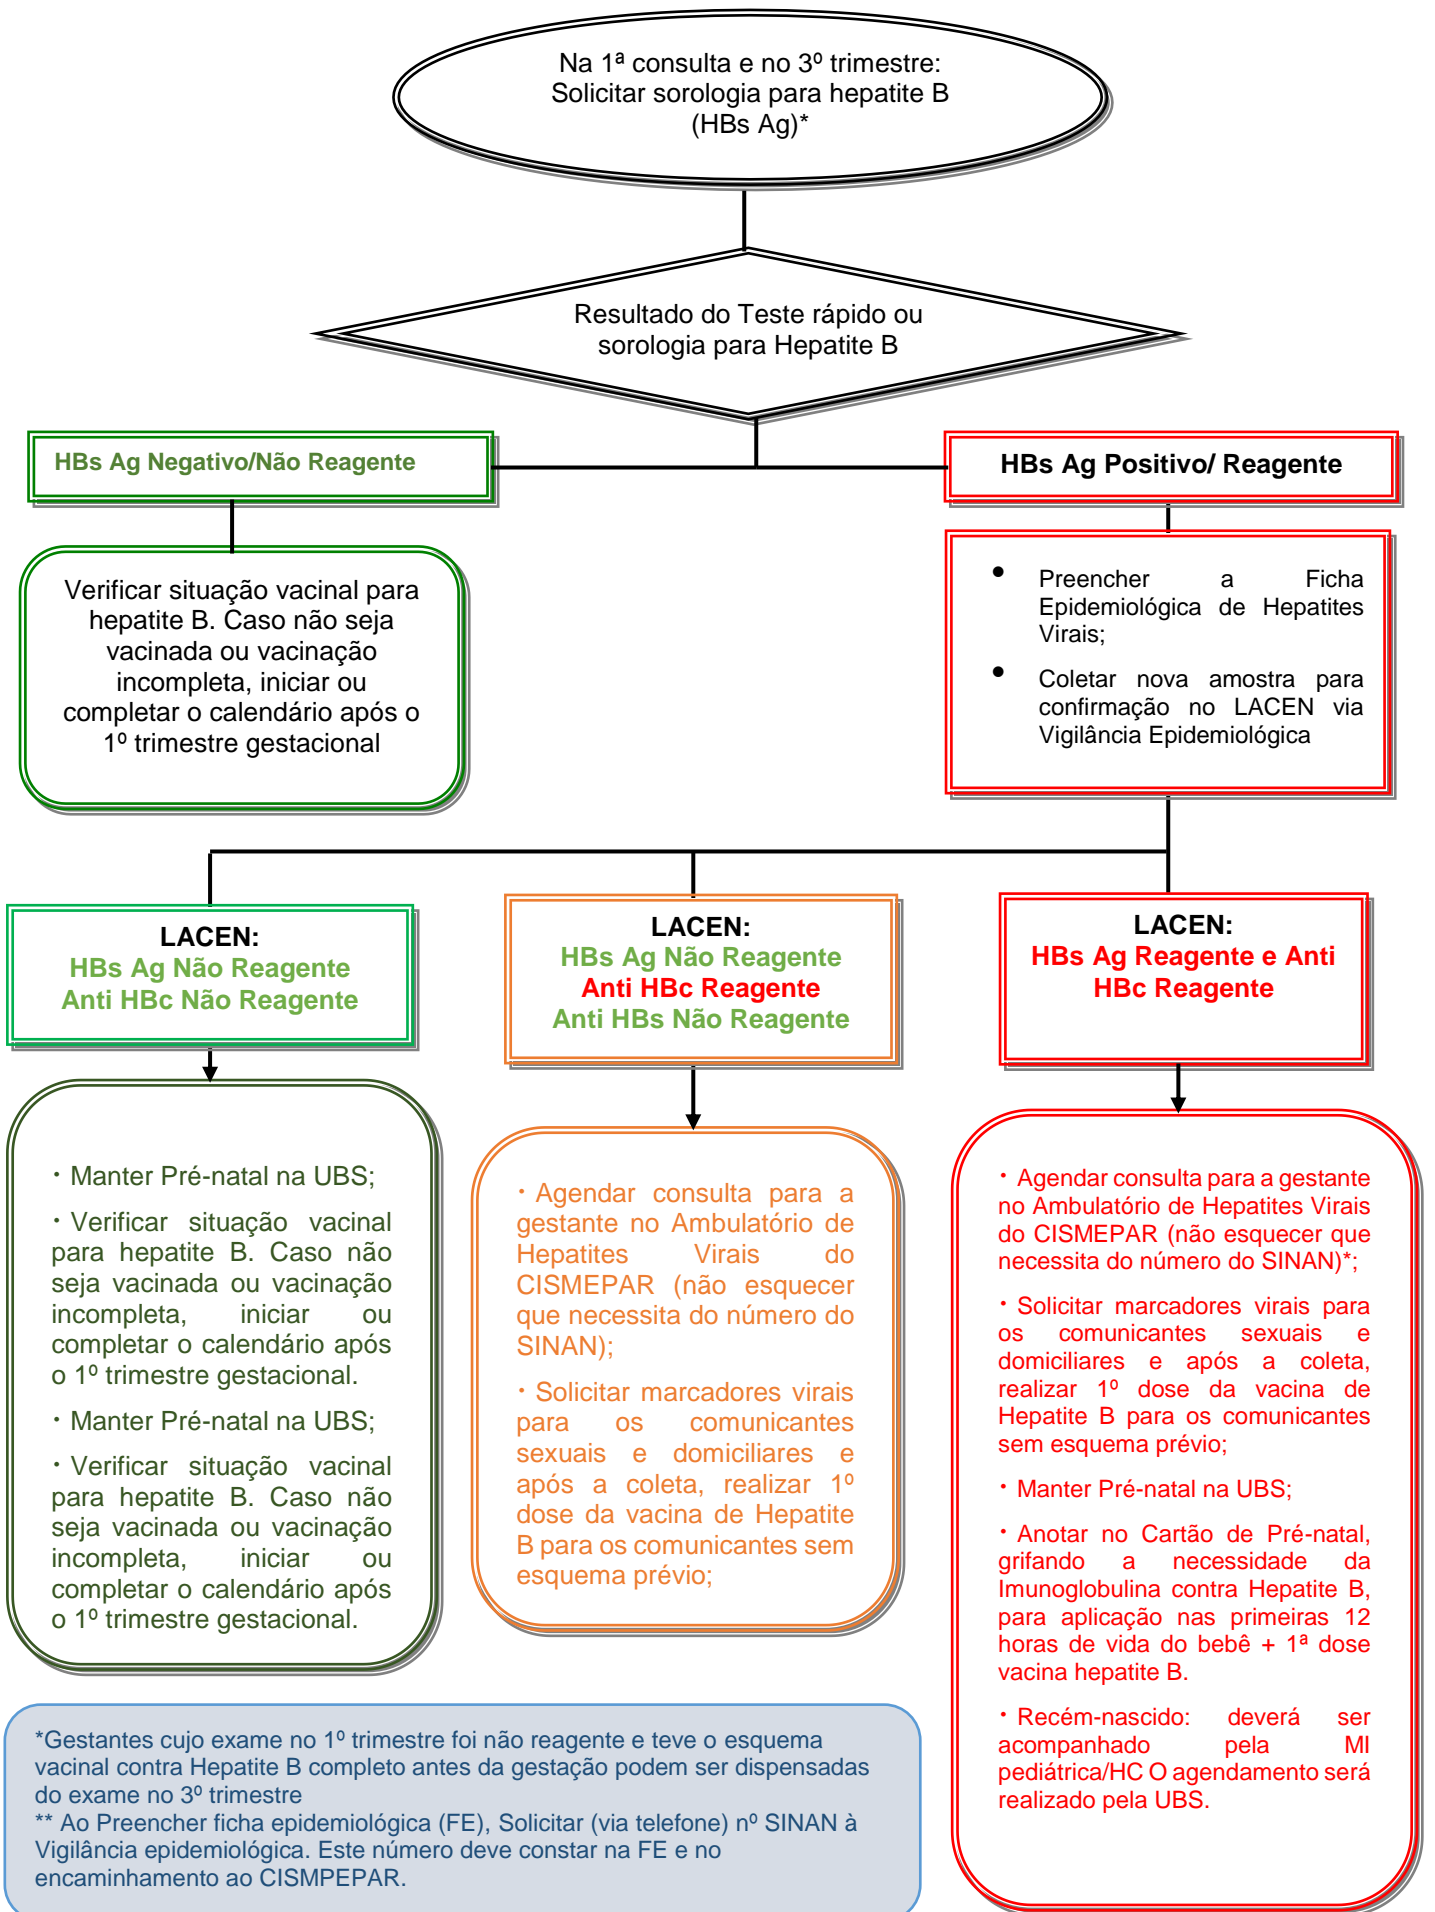 Na 1ª consulta e no 3º trimestre:
Solicitar sorologia para hepatite B
(HBs Ag)*
Resultado do Teste rápido ou
sorologia para Hepatite B
HBs Ag Negativo/Não Reagente
HBs Ag Positivo/ Reagente
Verificar situação vacinal para
hepatite B. Caso não seja
vacinada ou vacinação
incompleta, iniciar ou
completar o calendário após o
1º trimestre gestacional
• Preencher a Ficha
Epidemiológica de Hepatites
Virais;
• Coletar nova amostra para
confirmação no LACEN via
Vigilância Epidemiológica
LACEN:
HBs Ag Não Reagente
Anti HBc Não Reagente
LACEN:
HBs Ag Não Reagente
Anti HBc Reagente
Anti HBs Não Reagente
LACEN:
HBs Ag Reagente e Anti
HBc Reagente
· Manter Pré-natal na UBS;
· Verificar situação vacinal
para hepatite B. Caso não
seja vacinada ou vacinação
incompleta, iniciar ou
completar o calendário após
o 1º trimestre gestacional.
· Manter Pré-natal na UBS;
· Verificar situação vacinal
para hepatite B. Caso não
seja vacinada ou vacinação
incompleta, iniciar ou
completar o calendário após
o 1º trimestre gestacional.
· Agendar consulta para a
gestante no Ambulatório de
Hepatites Virais do
CISMEPAR (não esquecer
que necessita do número do
SINAN);
· Solicitar marcadores virais
para os comunicantes
sexuais e domiciliares e
após a coleta, realizar 1º
dose da vacina de Hepatite
B para os comunicantes sem
esquema prévio;
· Agendar consulta para a gestante
no Ambulatório de Hepatites Virais
do CISMEPAR (não esquecer que
necessita do número do SINAN)*;
· Solicitar marcadores virais para
os comunicantes sexuais e
domiciliares e após a coleta,
realizar 1º dose da vacina de
Hepatite B para os comunicantes
sem esquema prévio;
· Manter Pré-natal na UBS;
· Anotar no Cartão de Pré-natal,
grifando a necessidade da
Imunoglobulina contra Hepatite B,
para aplicação nas primeiras 12
horas de vida do bebê + 1ª dose
vacina hepatite B.
· Recém-nascido: deverá ser
acompanhado pela MI
pediátrica/HC O agendamento será
realizado pela UBS.
*Gestantes cujo exame no 1º trimestre foi não reagente e teve o esquema
vacinal contra Hepatite B completo antes da gestação podem ser dispensadas
do exame no 3º trimestre
** Ao Preencher ficha epidemiológica (FE), Solicitar (via telefone) nº SINAN à
Vigilância epidemiológica. Este número deve constar na FE e no
encaminhamento ao CISMPEPAR.